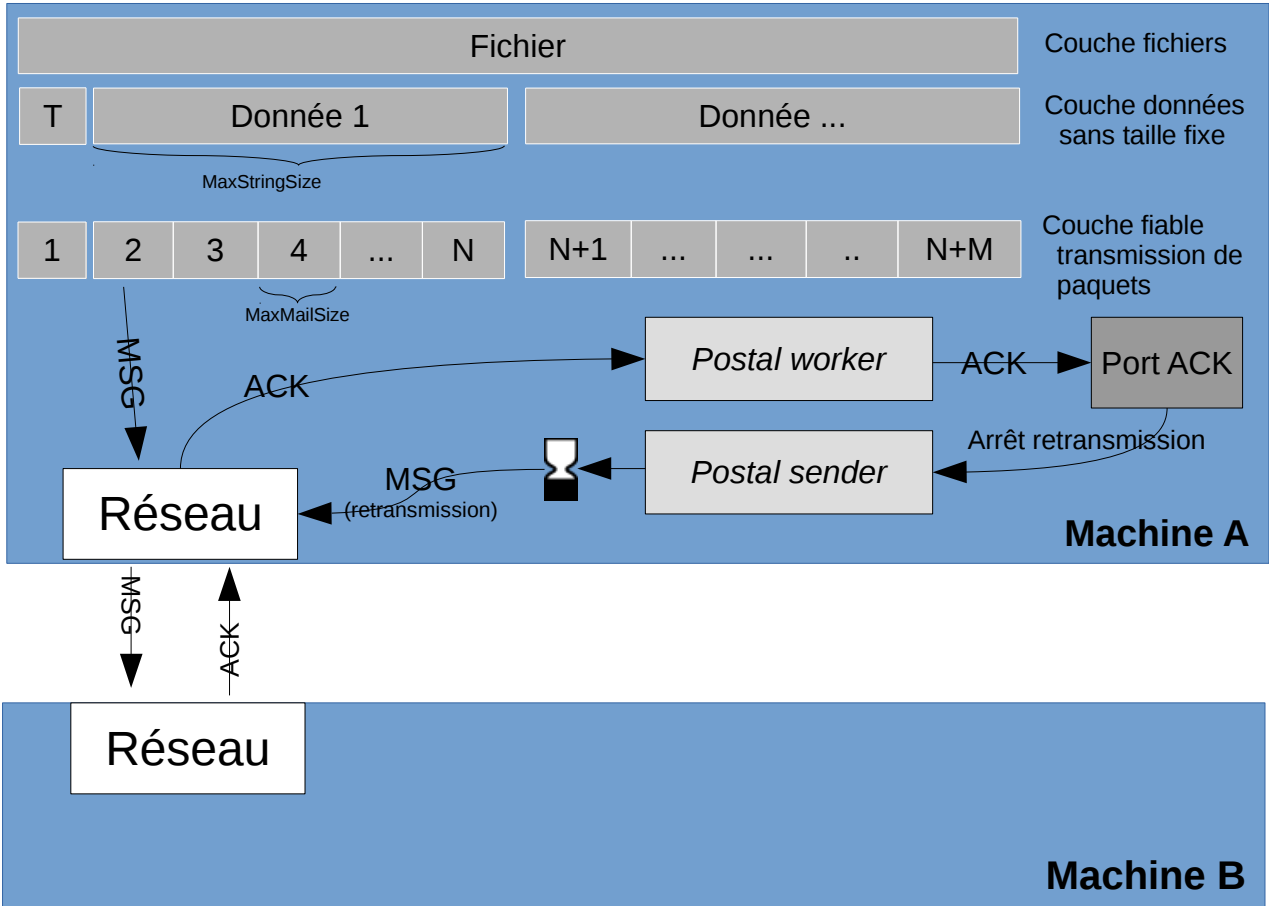 Fichier
Couche fichiers
T
Donnée 1
Donnée ...
Couche données
sans taille fixe
MaxStringSize
1
2
3
4
...
N
N+1
...
...
..
N+M
Couche fiable
transmission de
paquets
MaxMailSize
MSG
ACK
Postal worker
ACK
Port ACK
Arrêt retransmission
MSG
(retransmission)
Postal sender
Réseau
Machine A
MSG
ACK
Réseau
Machine B